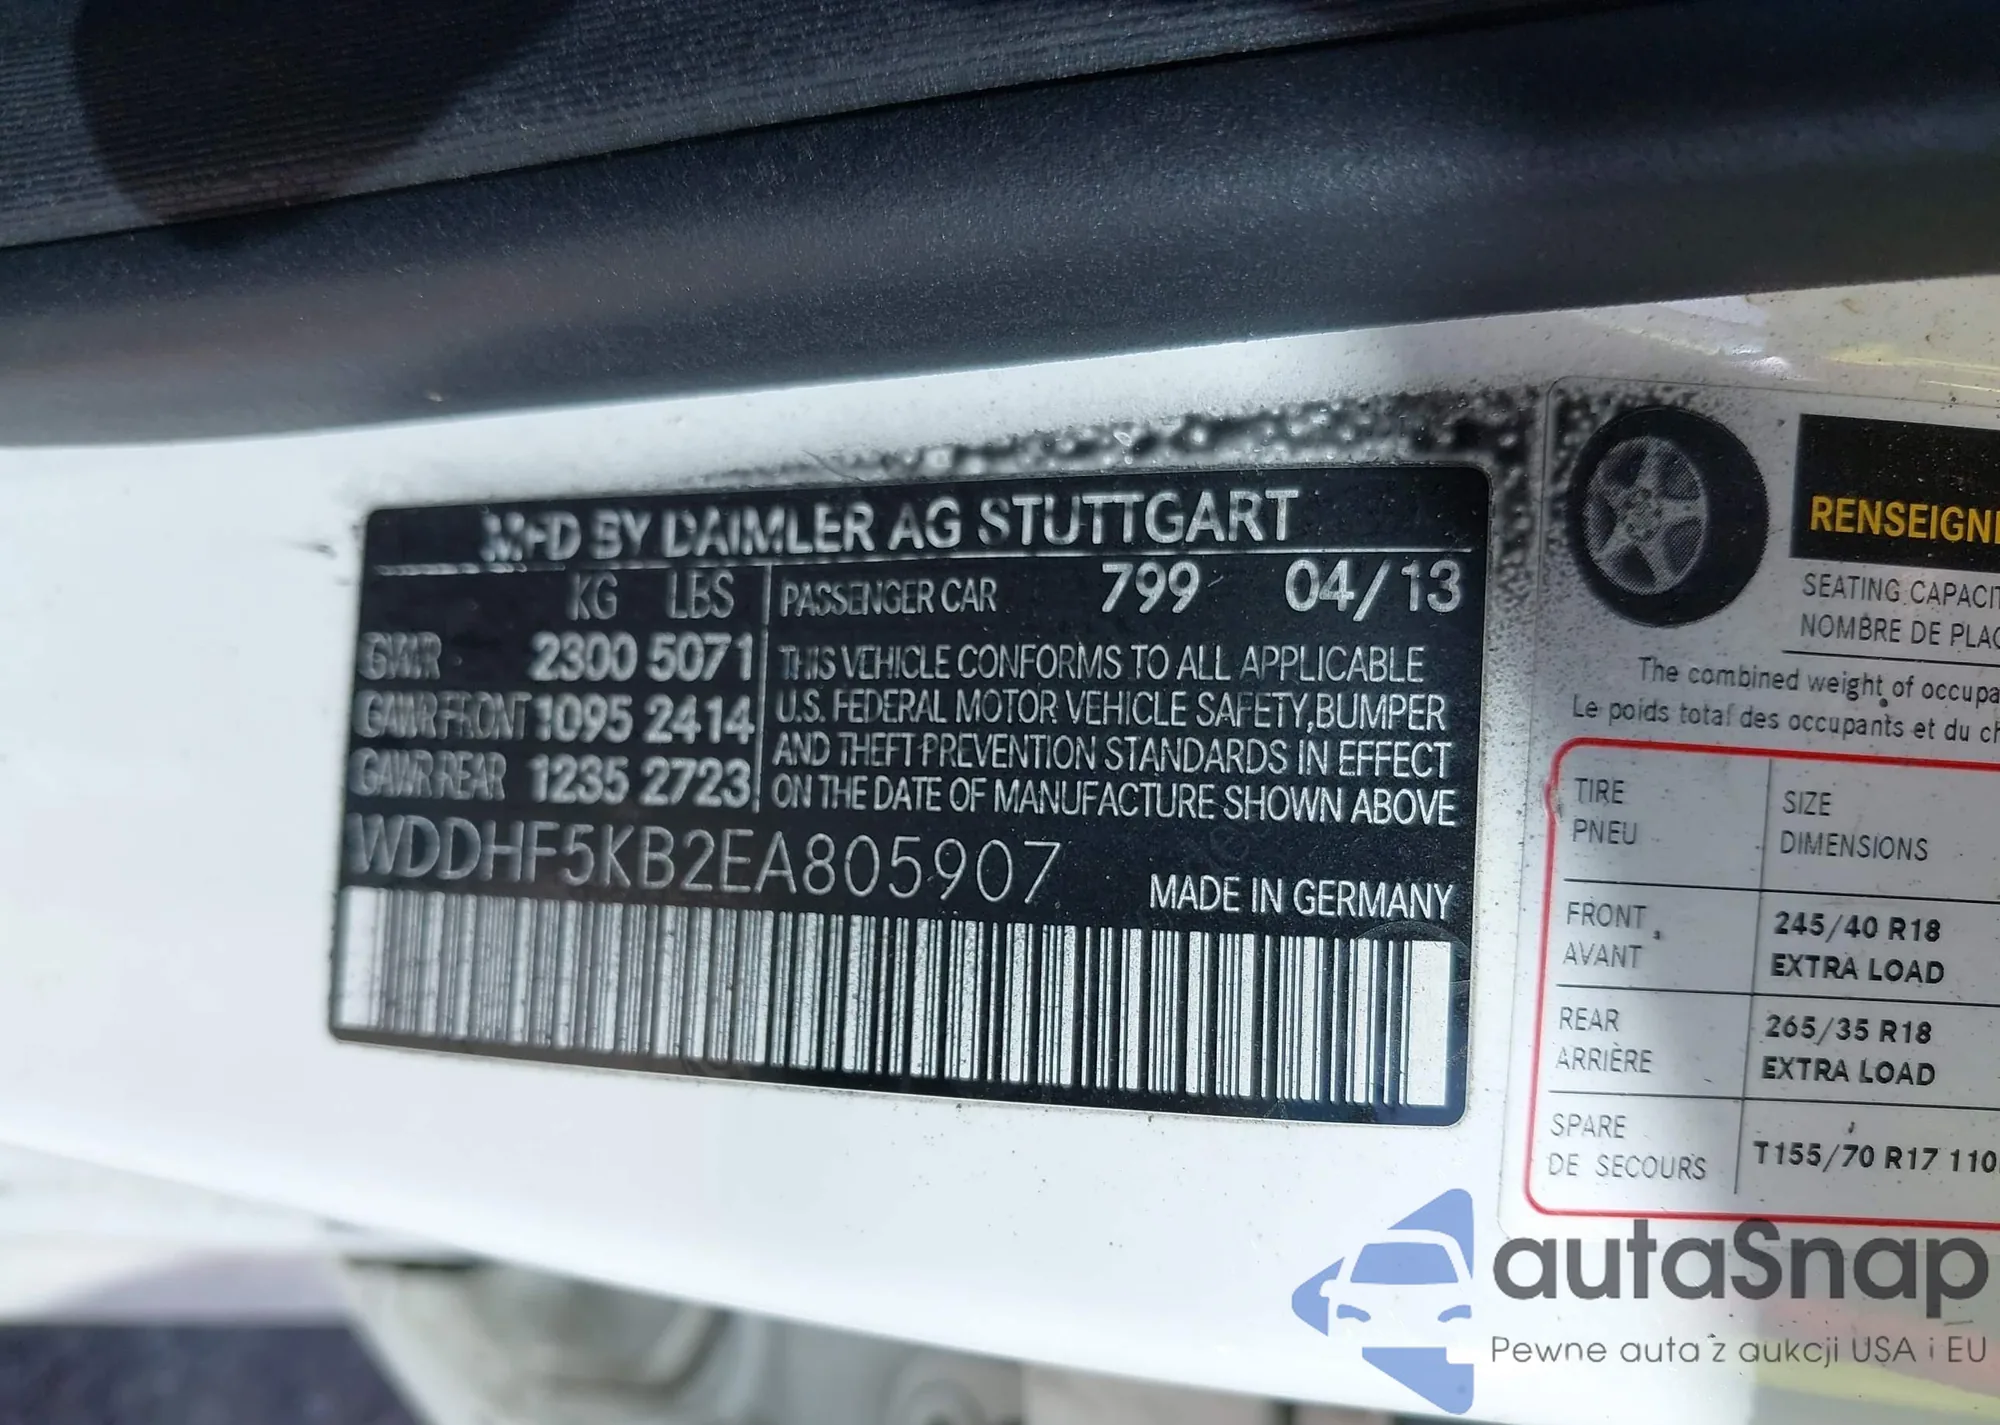 MFD BY DAIMLER AG STUTTGART
KG LBS
PASSENGER CAR 799 04/13
GVWR 2300 5071
GAWR FRONT 1095 2414
GAWR REAR 1235 2723
THIS VEHICLE CONFORMS TO ALL APPLICABLE
U.S. FEDERAL MOTOR VEHICLE SAFETY, BUMPER
AND THEFT PREVENTION STANDARDS IN EFFECT
ON THE DATE OF MANUFACTURE SHOWN ABOVE
WDDHF5KB2EA805907
MADE IN GERMANY
RENSEIGN
SEATING CAPACIT
NOMBRE DE PLAC
The combined weight of occupa
Le poids total des occupants et du ch
TIRE
PNEU
SIZE
DIMENSIONS
FRONT
AVANT
245/40 R18
EXTRA LOAD
REAR
ARRIÈRE
265/35 R18
EXTRA LOAD
SPARE
DE SECOURS
T155/70 R17 110
autaSnap
Pewne auta z aukcji USA i EU